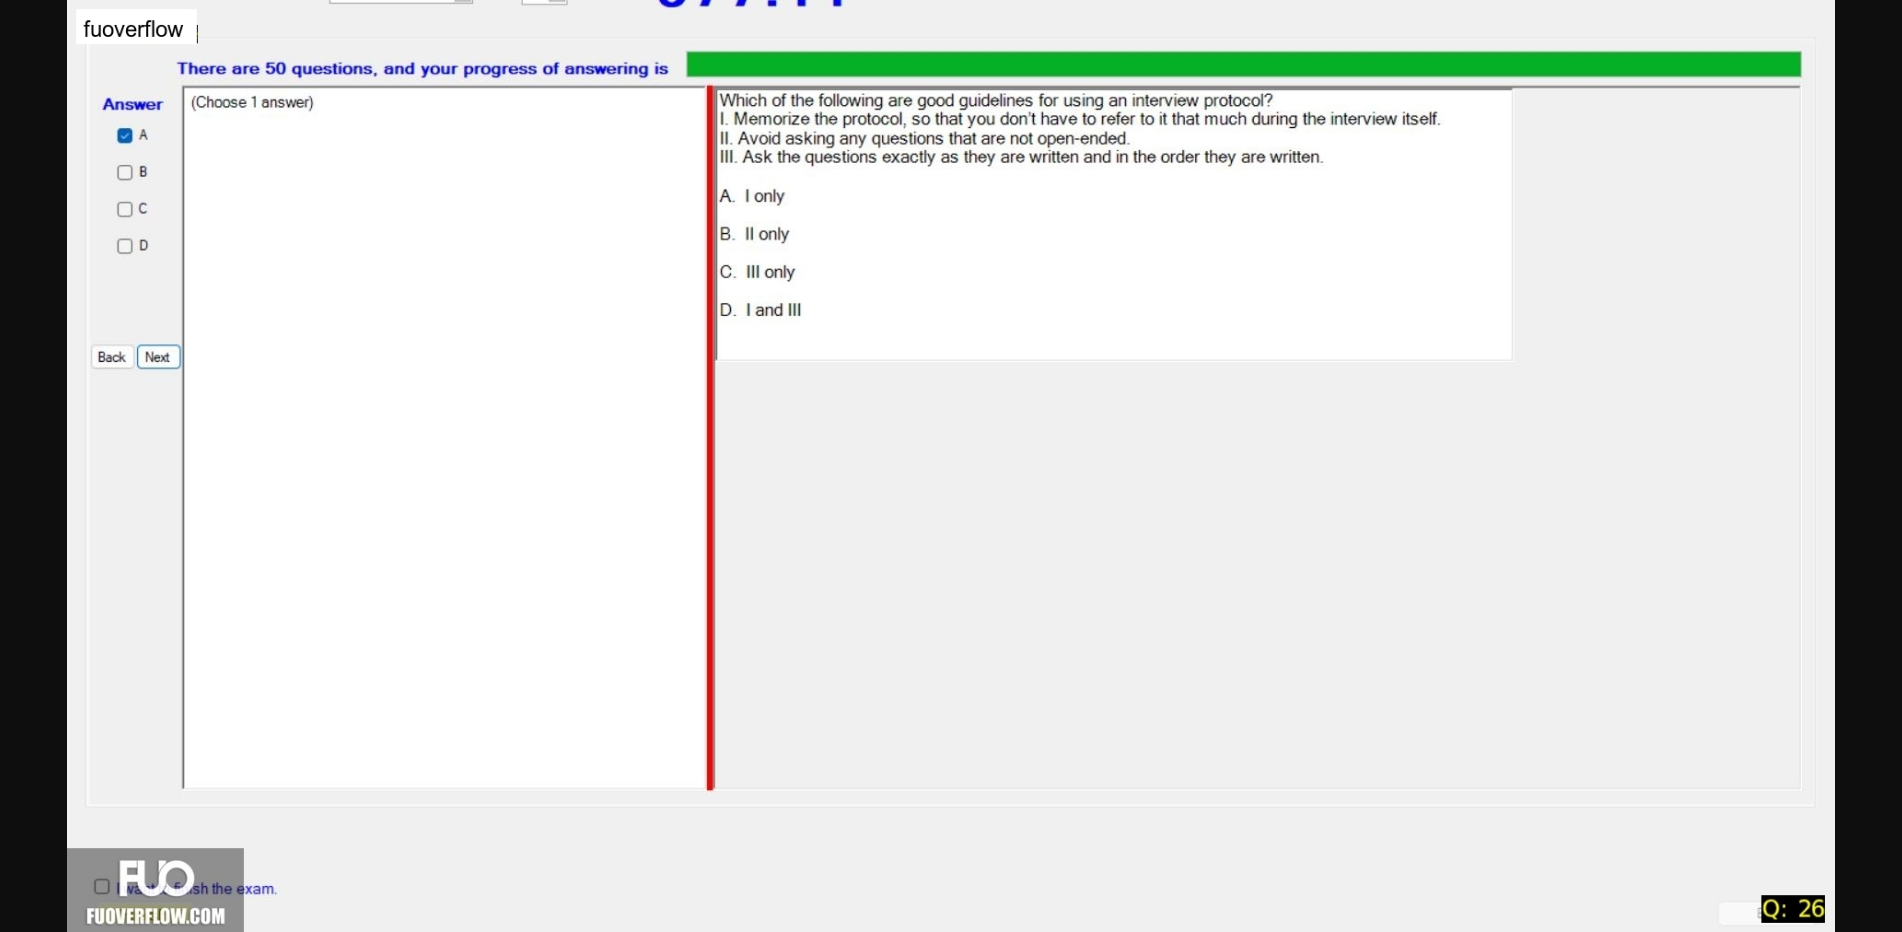 fuoverflow
There are 50 questions, and your progress of answering is
Answer
(Choose 1 answer)
A
B
C
D
Back Next
Which of the following are good guidelines for using an interview protocol?
I. Memorize the protocol, so that you don't have to refer to it that much during the interview itself.
II. Avoid asking any questions that are not open-ended.
III. Ask the questions exactly as they are written and in the order they are written.
A. I only
B. II only
C. III only
D. I and III
FUO
the exam.
FUOVERFLOW.COM
Q: 26